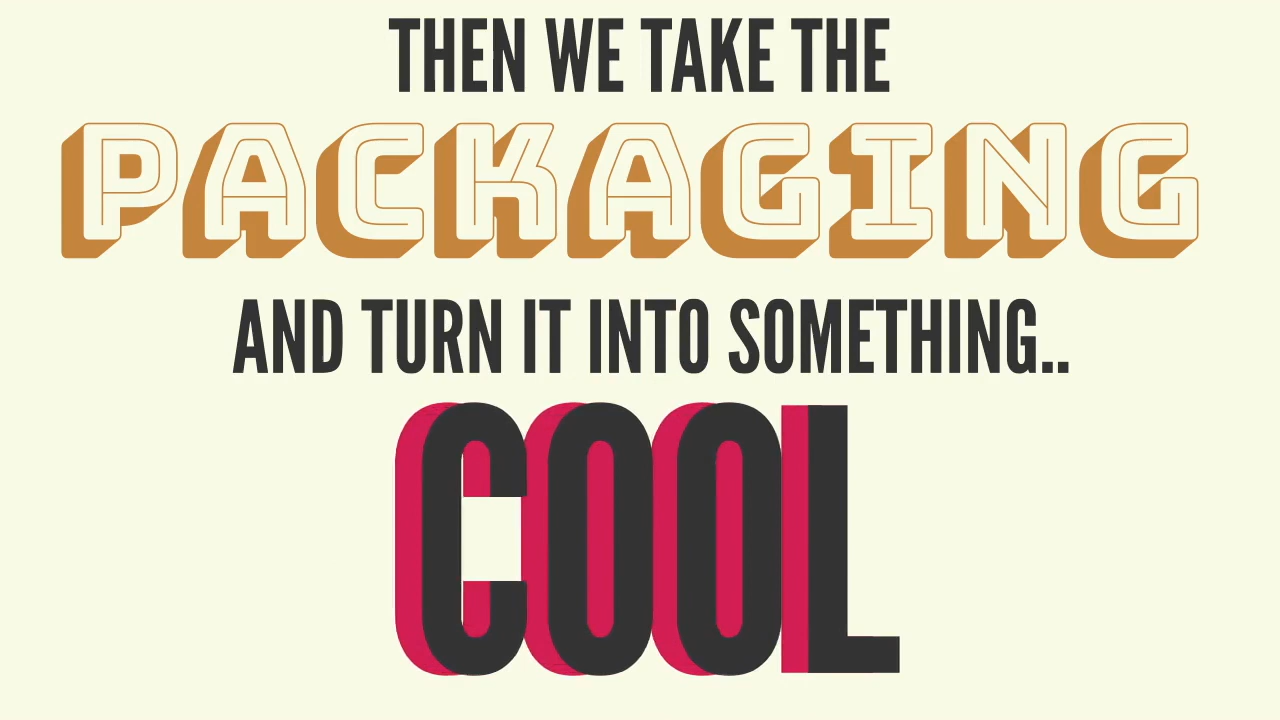 THEN WE TAKE THE
PACKAGING
AND TURN IT INTO SOMETHING..
COOL